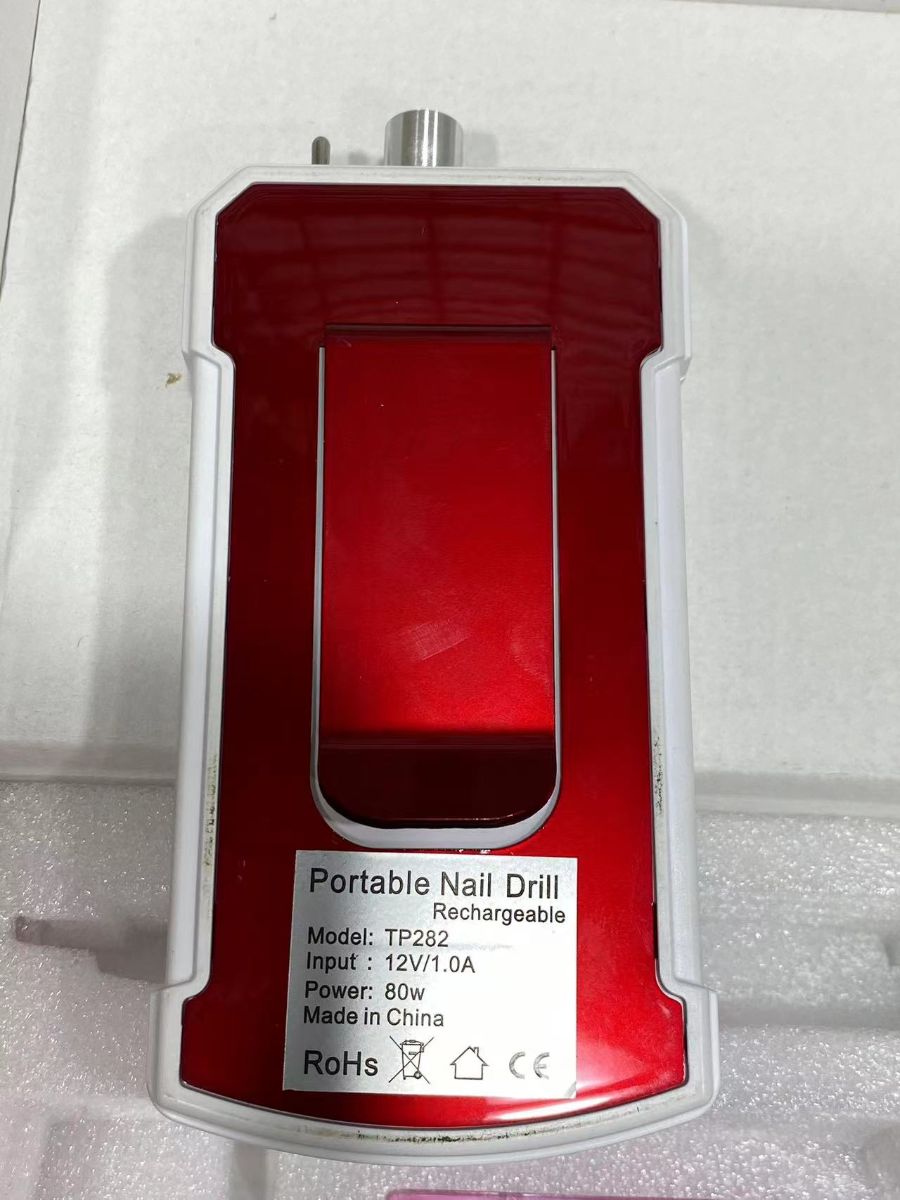 Portable Nail Drill
Rechargeable
Model: TP282
Input : 12V/1.0A
Power: 80w
Made in China
RoHs CE